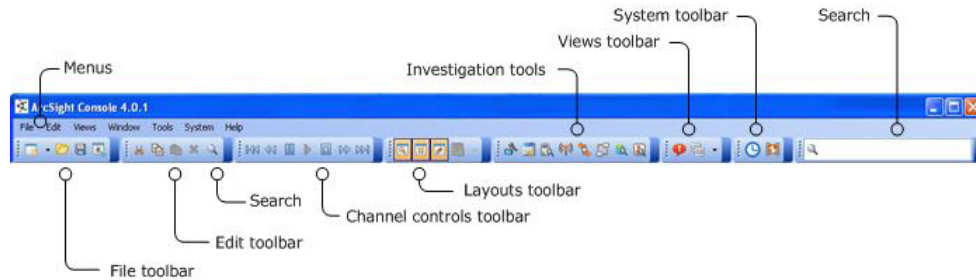 System toolbar
Search
Views toolbar
Menus
Investigation tools
ArcSight Console 4.0.1
File Edit Views Window Tools System Help
Layouts toolbar
Search
Channel controls toolbar
Edit toolbar
File toolbar